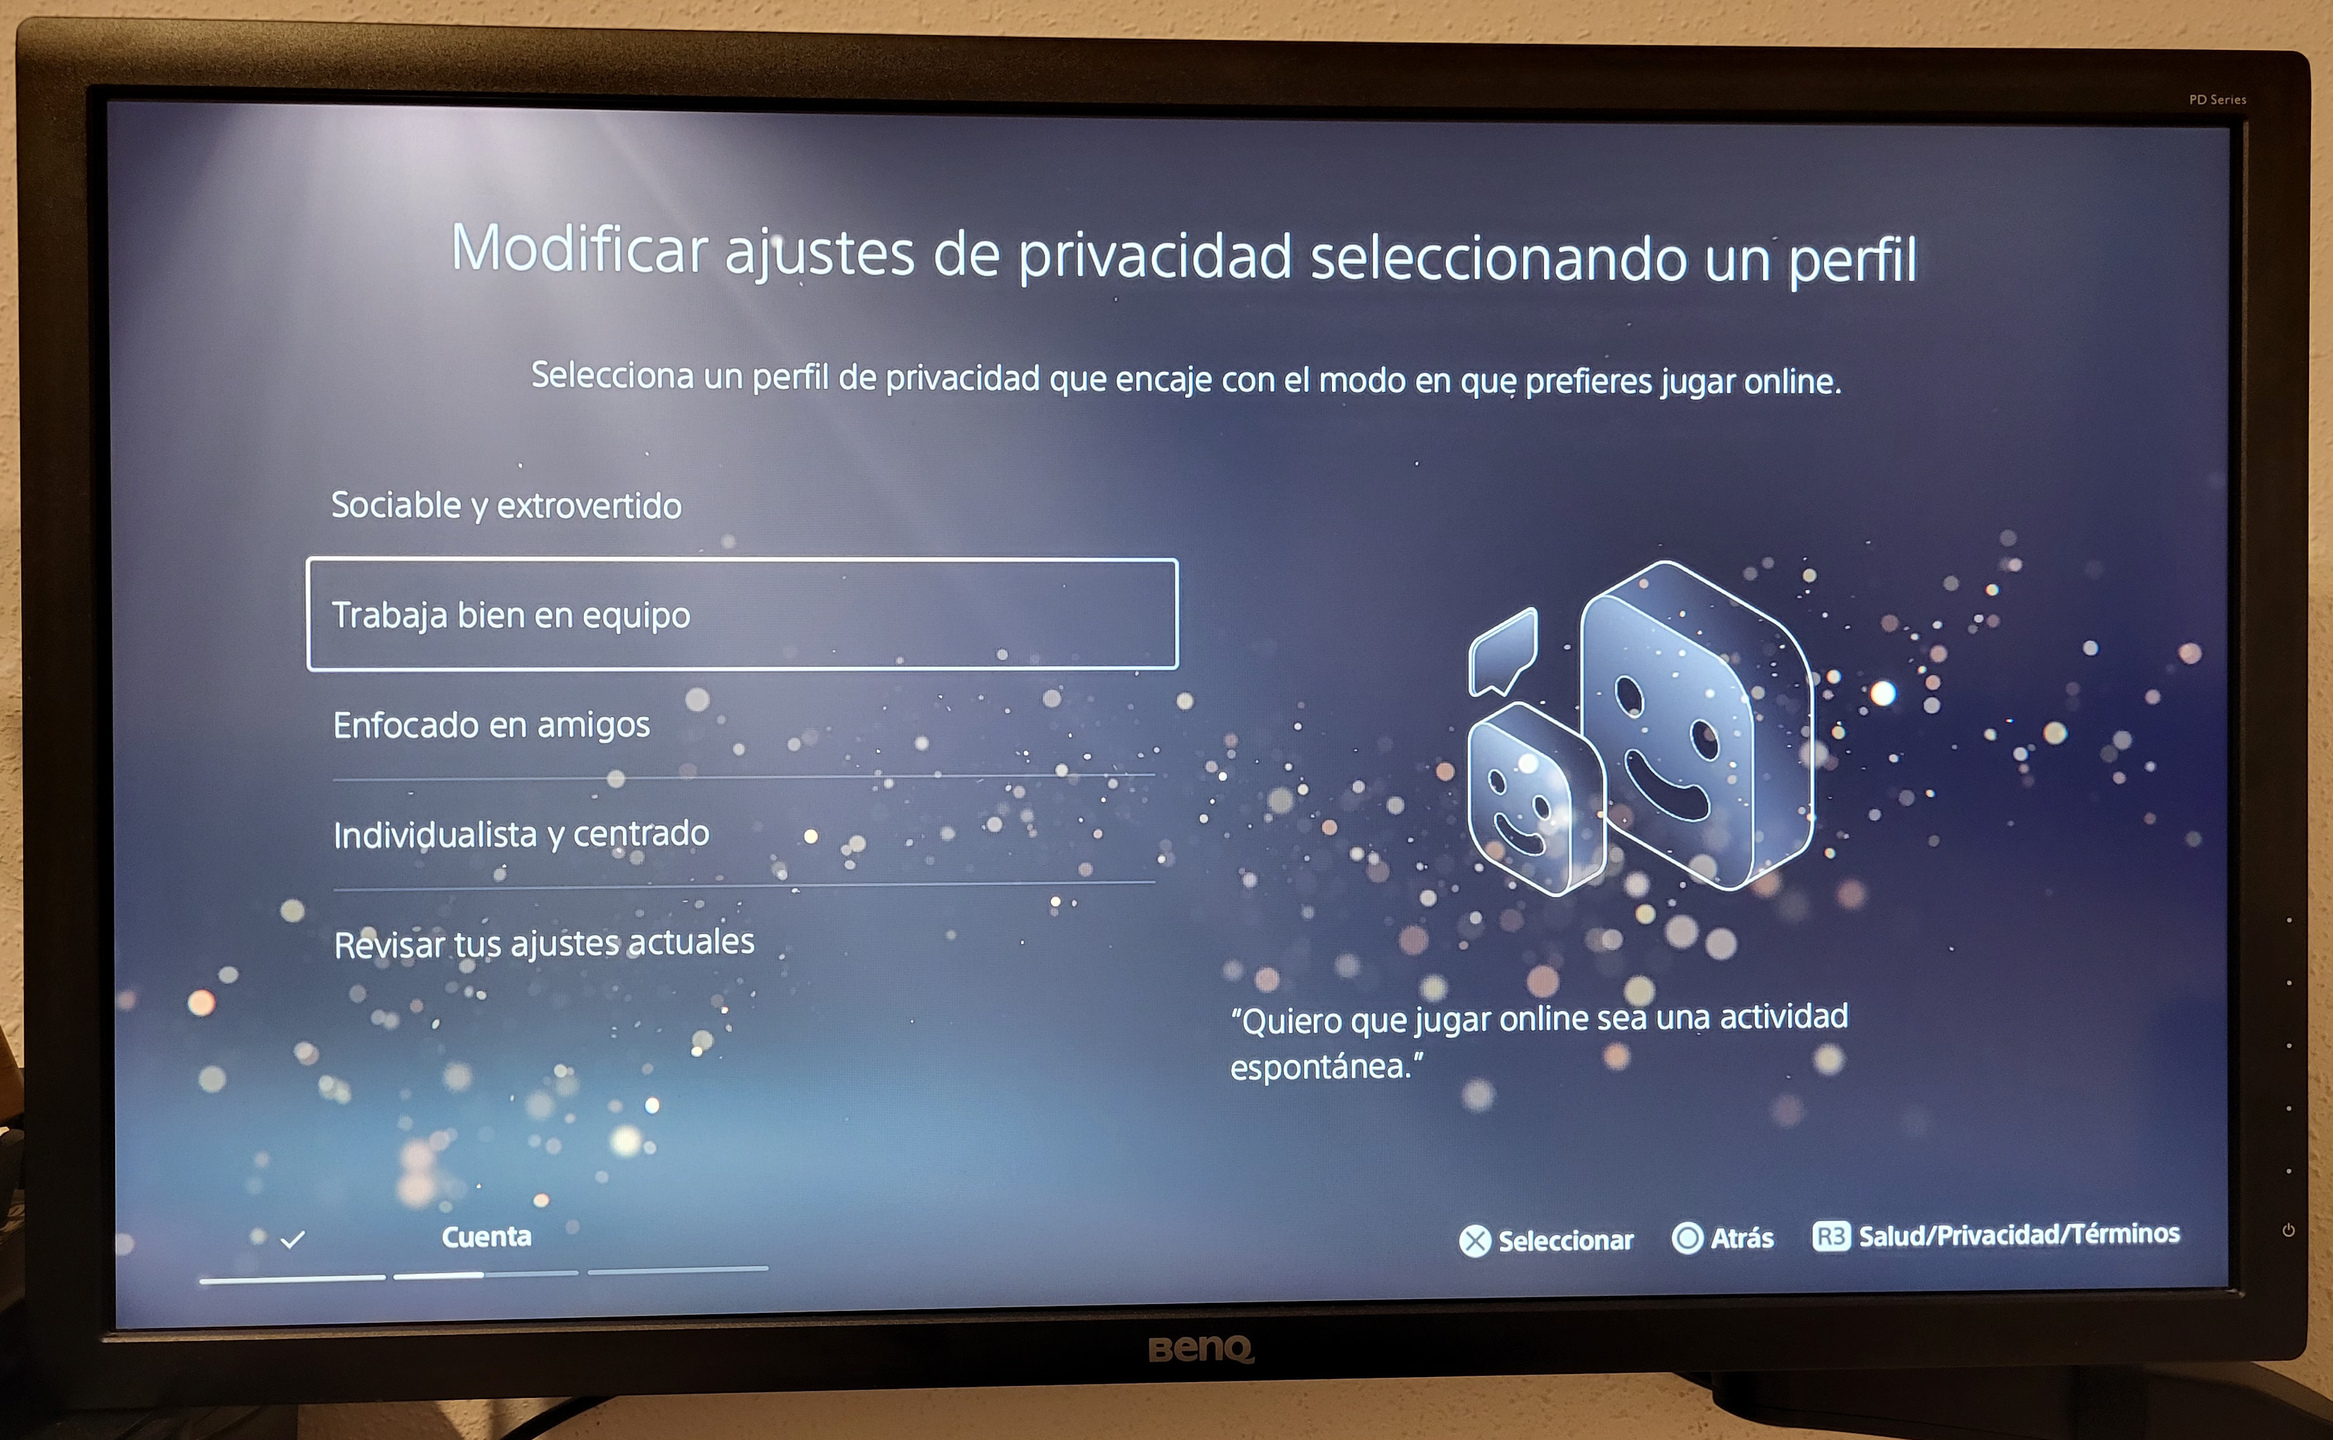 PD Series
Modificar ajustes de privacidad seleccionando un perfil
Selecciona un perfil de privacidad que encaje con el modo en que prefieres jugar online.
Sociable y extrovertido
Trabaja bien en equipo
Enfocado en amigos
Individualista y centrado
Revisar tus ajustes actuales
"Quiero que jugar online sea una actividad
espontánea."
Cuenta
Seleccionar Atrás R3 Salud/Privacidad/Términos
BenQ